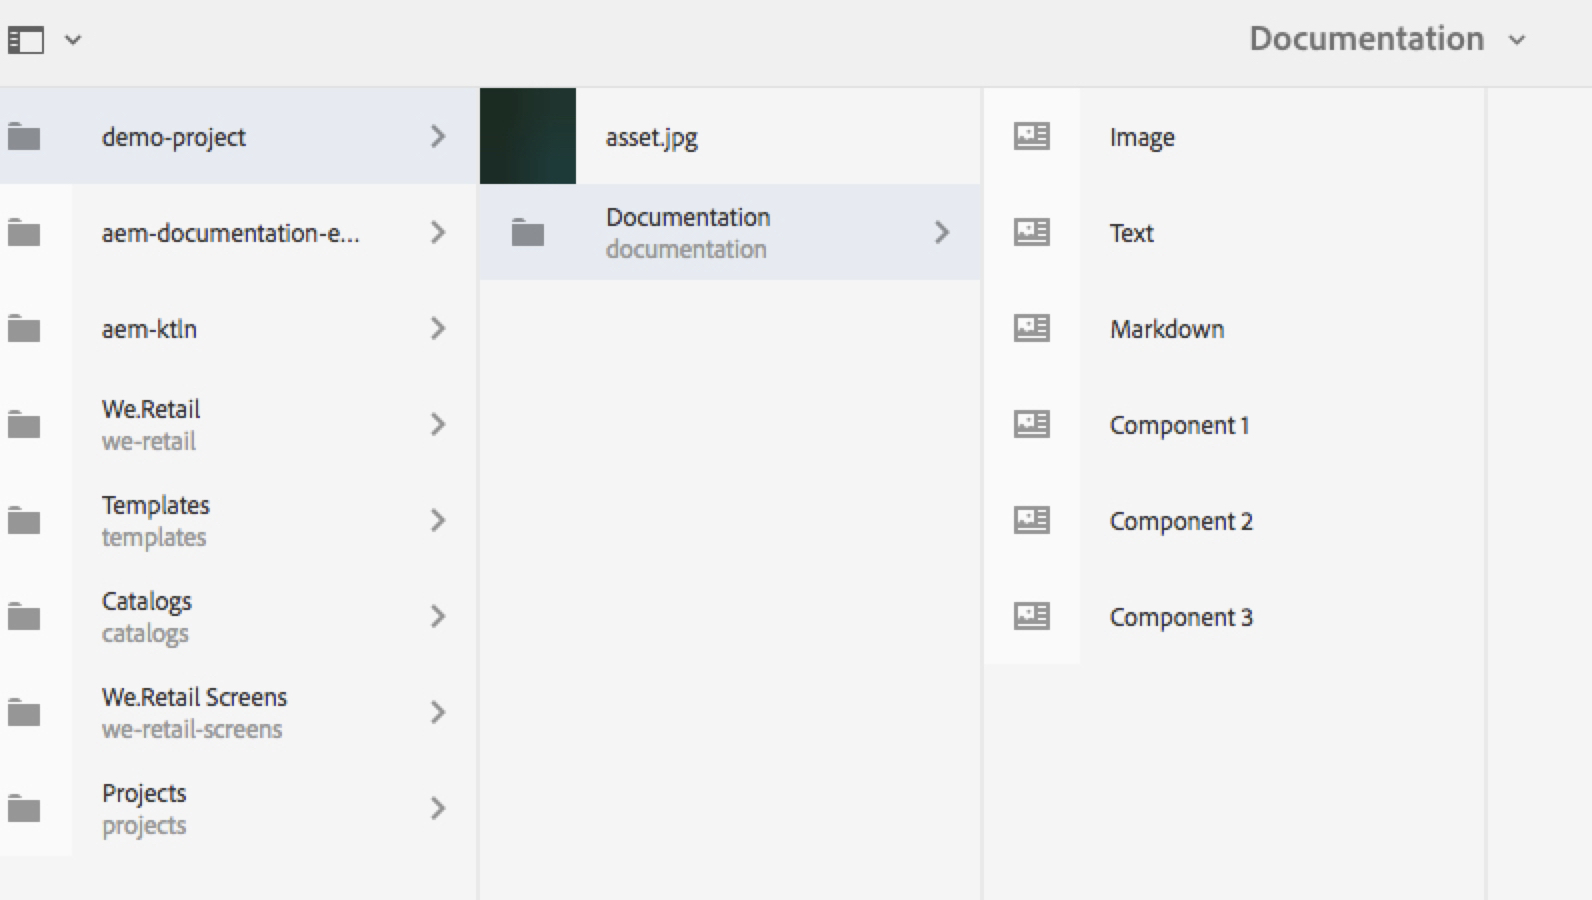 Documentation
demo-project
aem-documentation-e...
aem-ktln
We.Retail
we-retail
Templates
templates
Catalogs
catalogs
We.Retail Screens
we-retail-screens
Projects
projects
asset.jpg
Documentation
documentation
Image
Text
Markdown
Component 1
Component 2
Component 3